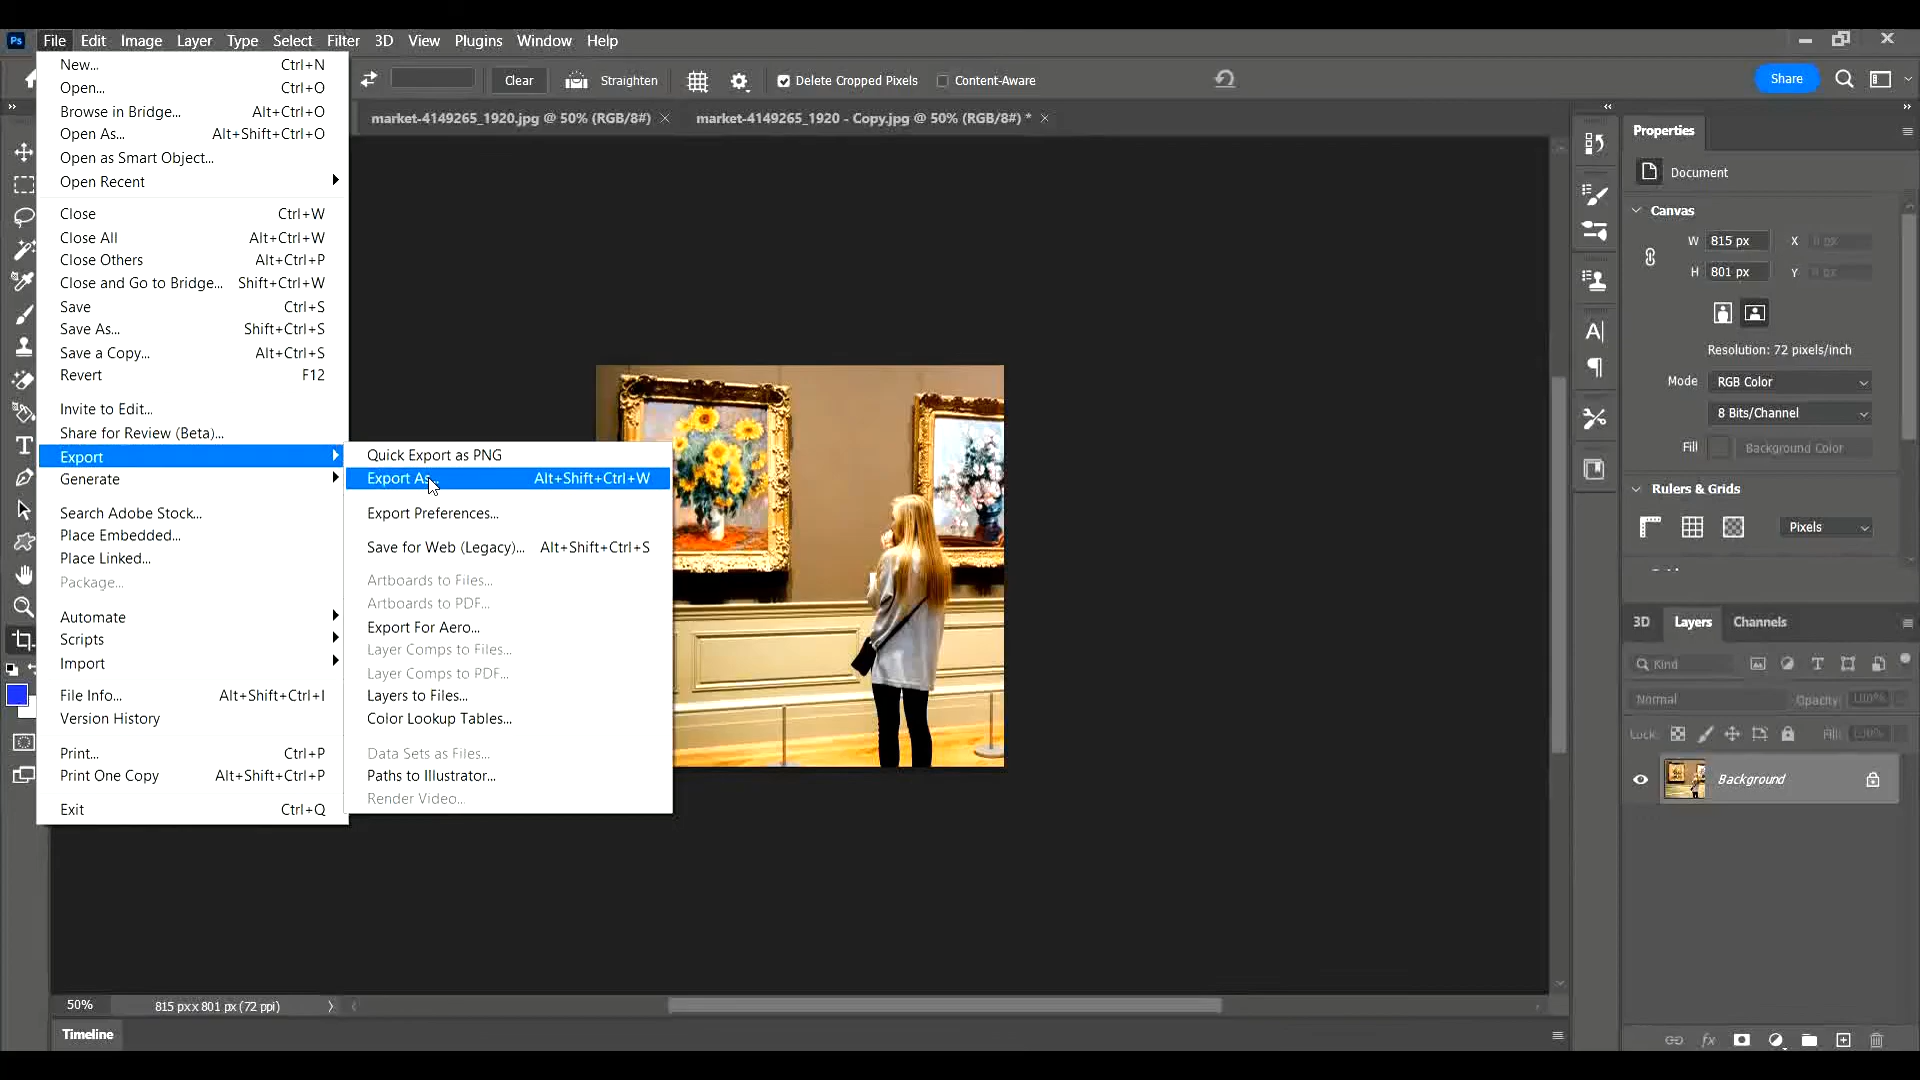 Ps File Edit Image Layer Type Select Filter 3D View Plugins Window Help
Clear Straighten Delete Cropped Pixels Content-Aware Share
market-4149265_1920.jpg @ 50% (RGB/8#) × market-4149265_1920 - Copy.jpg @ 50% (RGB/8#) * ×
New... Ctrl+N
Open... Ctrl+O
Browse in Bridge... Alt+Ctrl+O
Open As... Alt+Shift+Ctrl+O
Open as Smart Object...
Open Recent
Close Ctrl+W
Close All Alt+Ctrl+W
Close Others Alt+Ctrl+P
Close and Go to Bridge... Shift+Ctrl+W
Save Ctrl+S
Save As... Shift+Ctrl+S
Save a Copy... Alt+Ctrl+S
Revert F12
Invite to Edit...
Share for Review (Beta)...
Export
Generate
Search Adobe Stock...
Place Embedded...
Place Linked...
Package...
Automate
Scripts
Import
File Info... Alt+Shift+Ctrl+I
Version History
Print... Ctrl+P
Print One Copy Alt+Shift+Ctrl+P
Exit Ctrl+Q
Quick Export as PNG
Export As... Alt+Shift+Ctrl+W
Export Preferences...
Save for Web (Legacy)... Alt+Shift+Ctrl+S
Artboards to Files...
Artboards to PDF...
Export For Aero...
Layer Comps to Files...
Layer Comps to PDF...
Layers to Files...
Color Lookup Tables...
Data Sets as Files...
Paths to Illustrator...
Render Video...
Properties
Document
Canvas
W 815 px X 0 px
H 801 px Y 0 px
Resolution: 72 pixels/inch
Mode RGB Color
8 Bits/Channel
Fill Background Color
Rulers & Grids
Pixels
3D Layers Channels
Kind
Normal Opacity: 100%
Lock: Fill: 100%
Background
fx
50% 815 px x 801 px (72 ppi)
Timeline